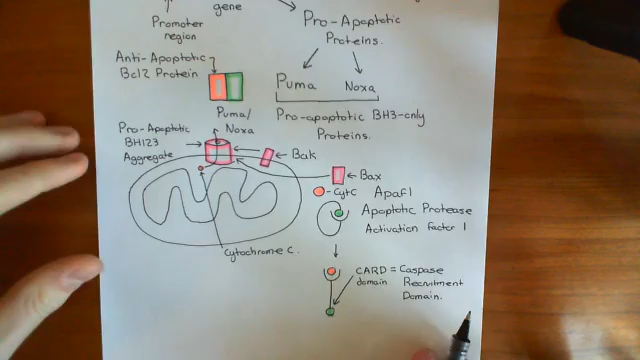 gene
Promoter
region
Pro-Apoptotic
Proteins.
Anti-Apoptotic
Bcl2 Protein
Puma
Noxa
Puma/
Noxa
Pro-apoptotic BH3-only
Proteins.
Pro-Apoptotic
BH123
Aggregate
Bak
Bax
Cytc
Apaf1
Apoptotic Protease
Activation Factor 1
Cytochrome C.
CARD = Caspase
domain
Recruitment
Domain.